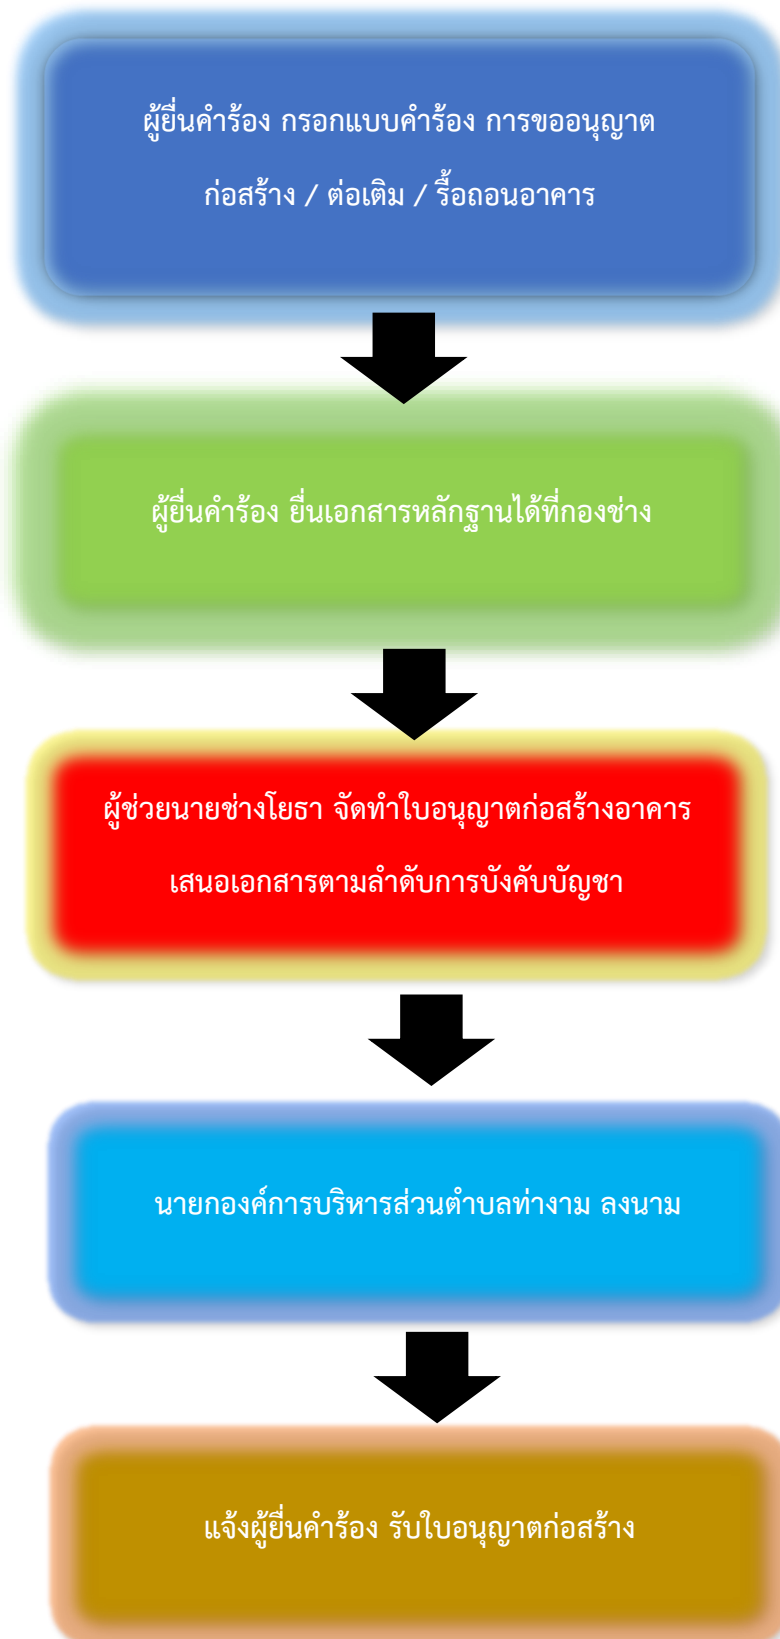 ผู้ยื่นคำร้อง กรอกแบบคำร้อง การขออนุญาต
ก่อสร้าง / ต่อเติม / รื้อถอนอาคาร
ผู้ยื่นคำร้อง ยื่นเอกสารหลักฐานได้ที่กองช่าง
ผู้ช่วยนายช่างโยธา จัดทำใบอนุญาตก่อสร้างอาคาร
เสนอเอกสารตามลำดับการบังคับบัญชา
นายกองค์การบริหารส่วนตำบลท่างาม ลงนาม
แจ้งผู้ยื่นคำร้อง รับใบอนุญาตก่อสร้าง